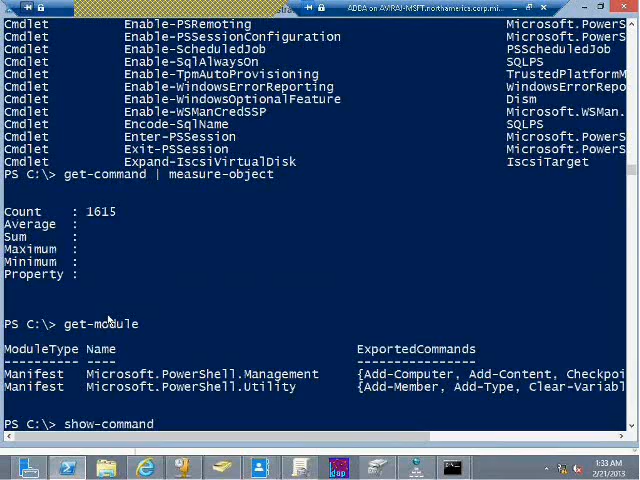 ADDA on AVIRAJ-MSFT.northamerica.corp.mi...
Cmdlet Enable-PSRemoting Microsoft.PowerS
Cmdlet Enable-PSSessionConfiguration Microsoft.PowerS
Cmdlet Enable-ScheduledJob PSScheduledJob
Cmdlet Enable-SqlAlwaysOn SQLPS
Cmdlet Enable-TpmAutoProvisioning TrustedPlatformM
Cmdlet Enable-WindowsErrorReporting WindowsErrorRepo
Cmdlet Enable-WindowsOptionalFeature Dism
Cmdlet Enable-WSManCredSSP Microsoft.WSMan.
Cmdlet Encode-SqlName SQLPS
Cmdlet Enter-PSSession Microsoft.PowerS
Cmdlet Exit-PSSession Microsoft.PowerS
Cmdlet Expand-IscsiVirtualDisk IscsiTarget
PS C:\> get-command | measure-object
Count : 1615
Average :
Sum :
Maximum :
Minimum :
Property :
PS C:\> get-module
ModuleType Name ExportedCommands
---------- ---- ----------------
Manifest Microsoft.PowerShell.Management {Add-Computer, Add-Content, Checkpoi
Manifest Microsoft.PowerShell.Utility {Add-Member, Add-Type, Clear-Variabl
PS C:\> show-command
1:33 AM
2/21/2013